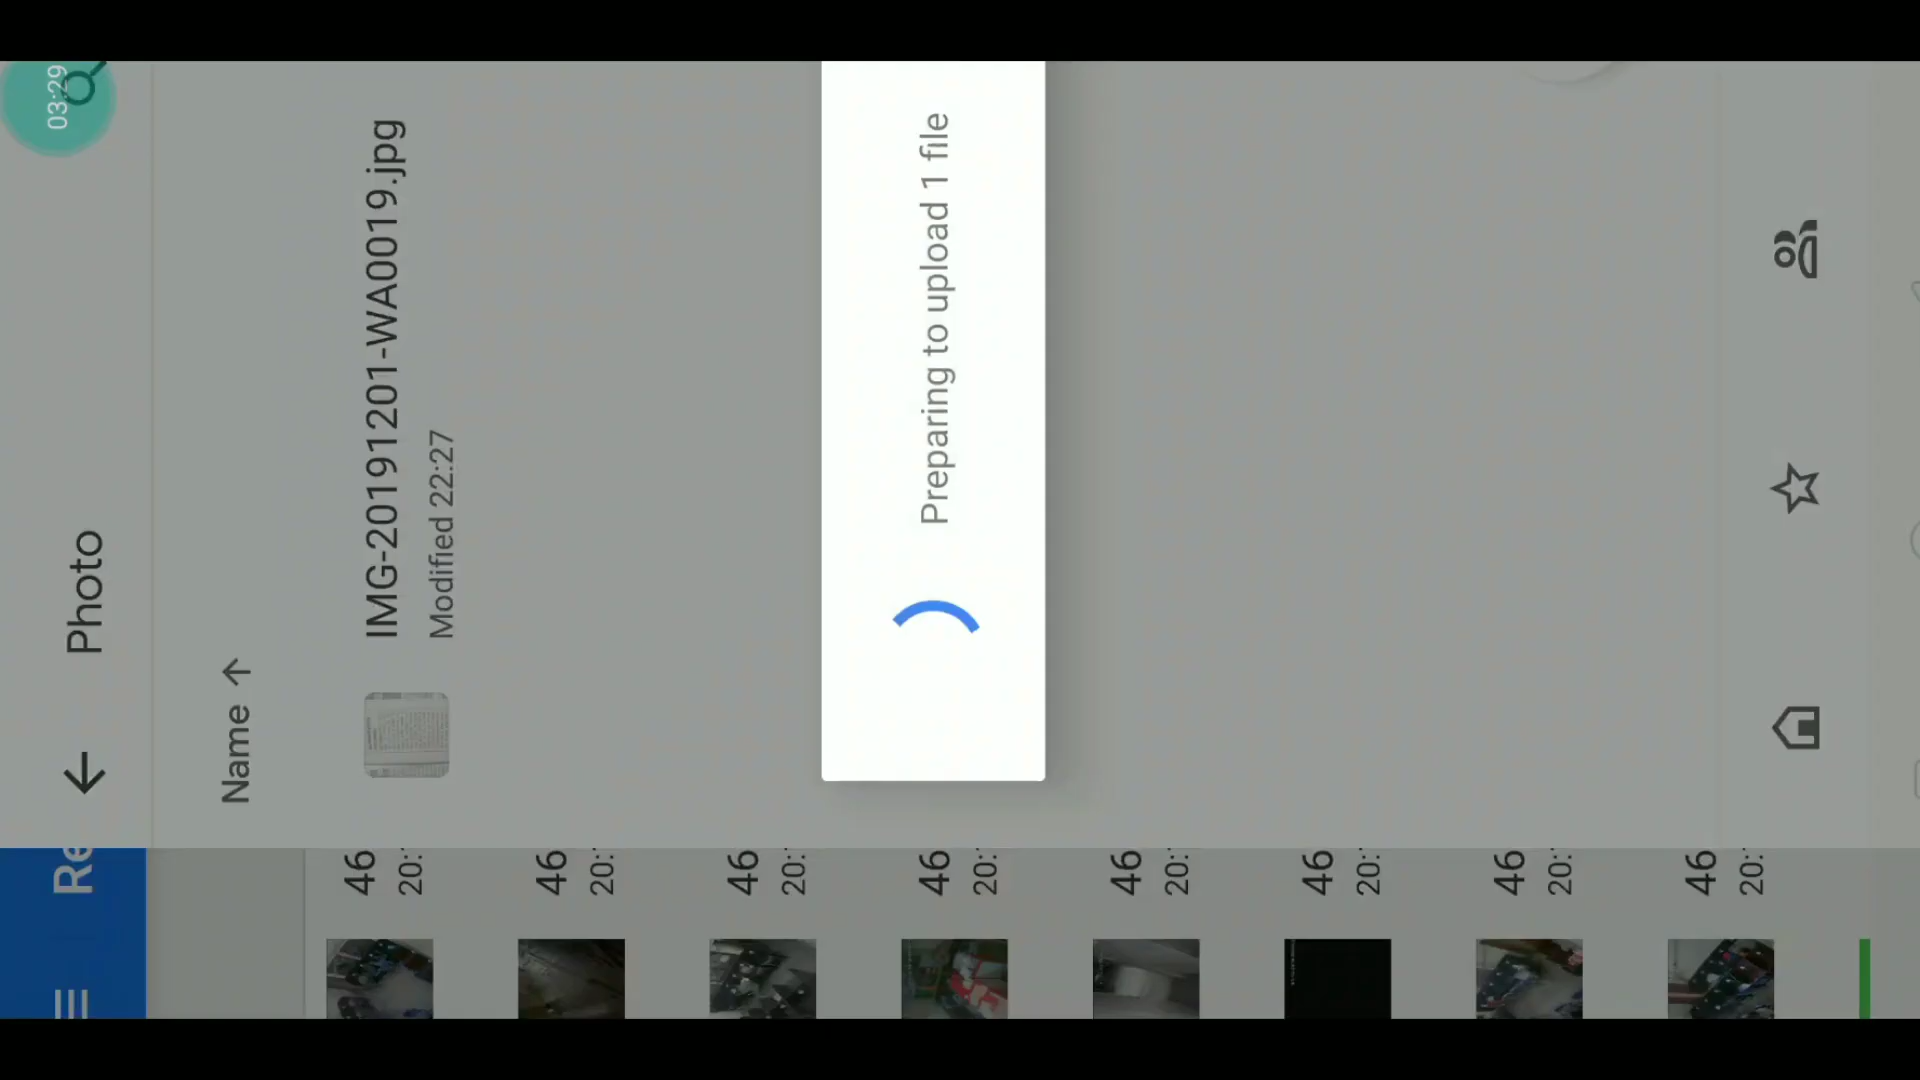 03:29
← Photo
Name ↑
IMG-20191201-WA0019.jpg
Modified 22:27
Preparing to upload 1 file
Re
46
20:
46
20:
46
20:
46
20:
46
20:
46
20:
46
20:
46
20: